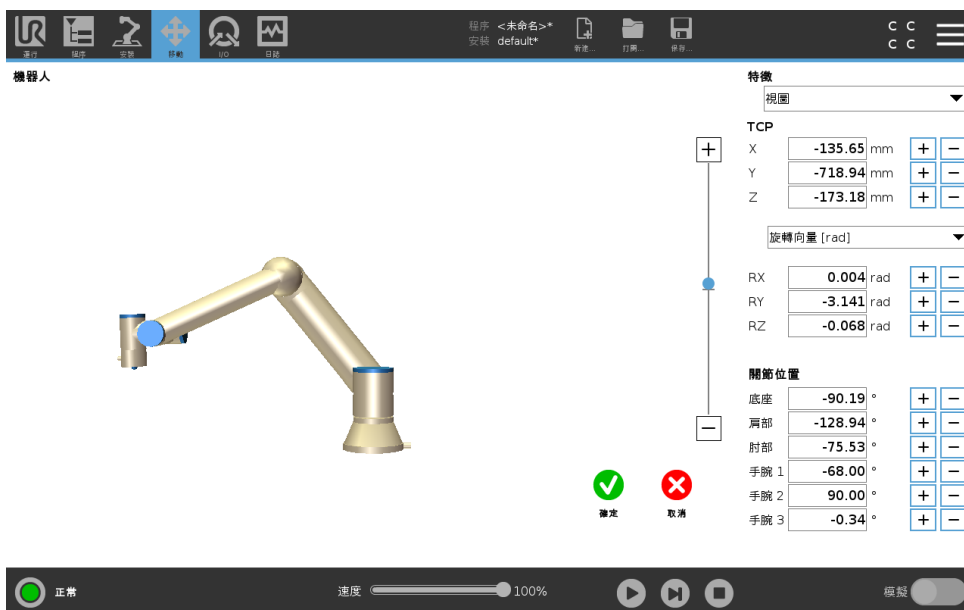 程序 <未命名>*
安裝 default*
運行
程序
安裝
移動
I/O
日誌
新建...
打開...
保存...
C C
C C
機器人
特徵
視圖
TCP
X -135.65 mm + −
Y -718.94 mm + −
Z -173.18 mm + −
旋轉向量 [rad]
RX 0.004 rad + −
RY -3.141 rad + −
RZ -0.068 rad + −
關節位置
底座 -90.19 ° + −
肩部 -128.94 ° + −
肘部 -75.53 ° + −
手腕 1 -68.00 ° + −
手腕 2 90.00 ° + −
手腕 3 -0.34 ° + −
確定
取消
正常
速度 100%
模擬